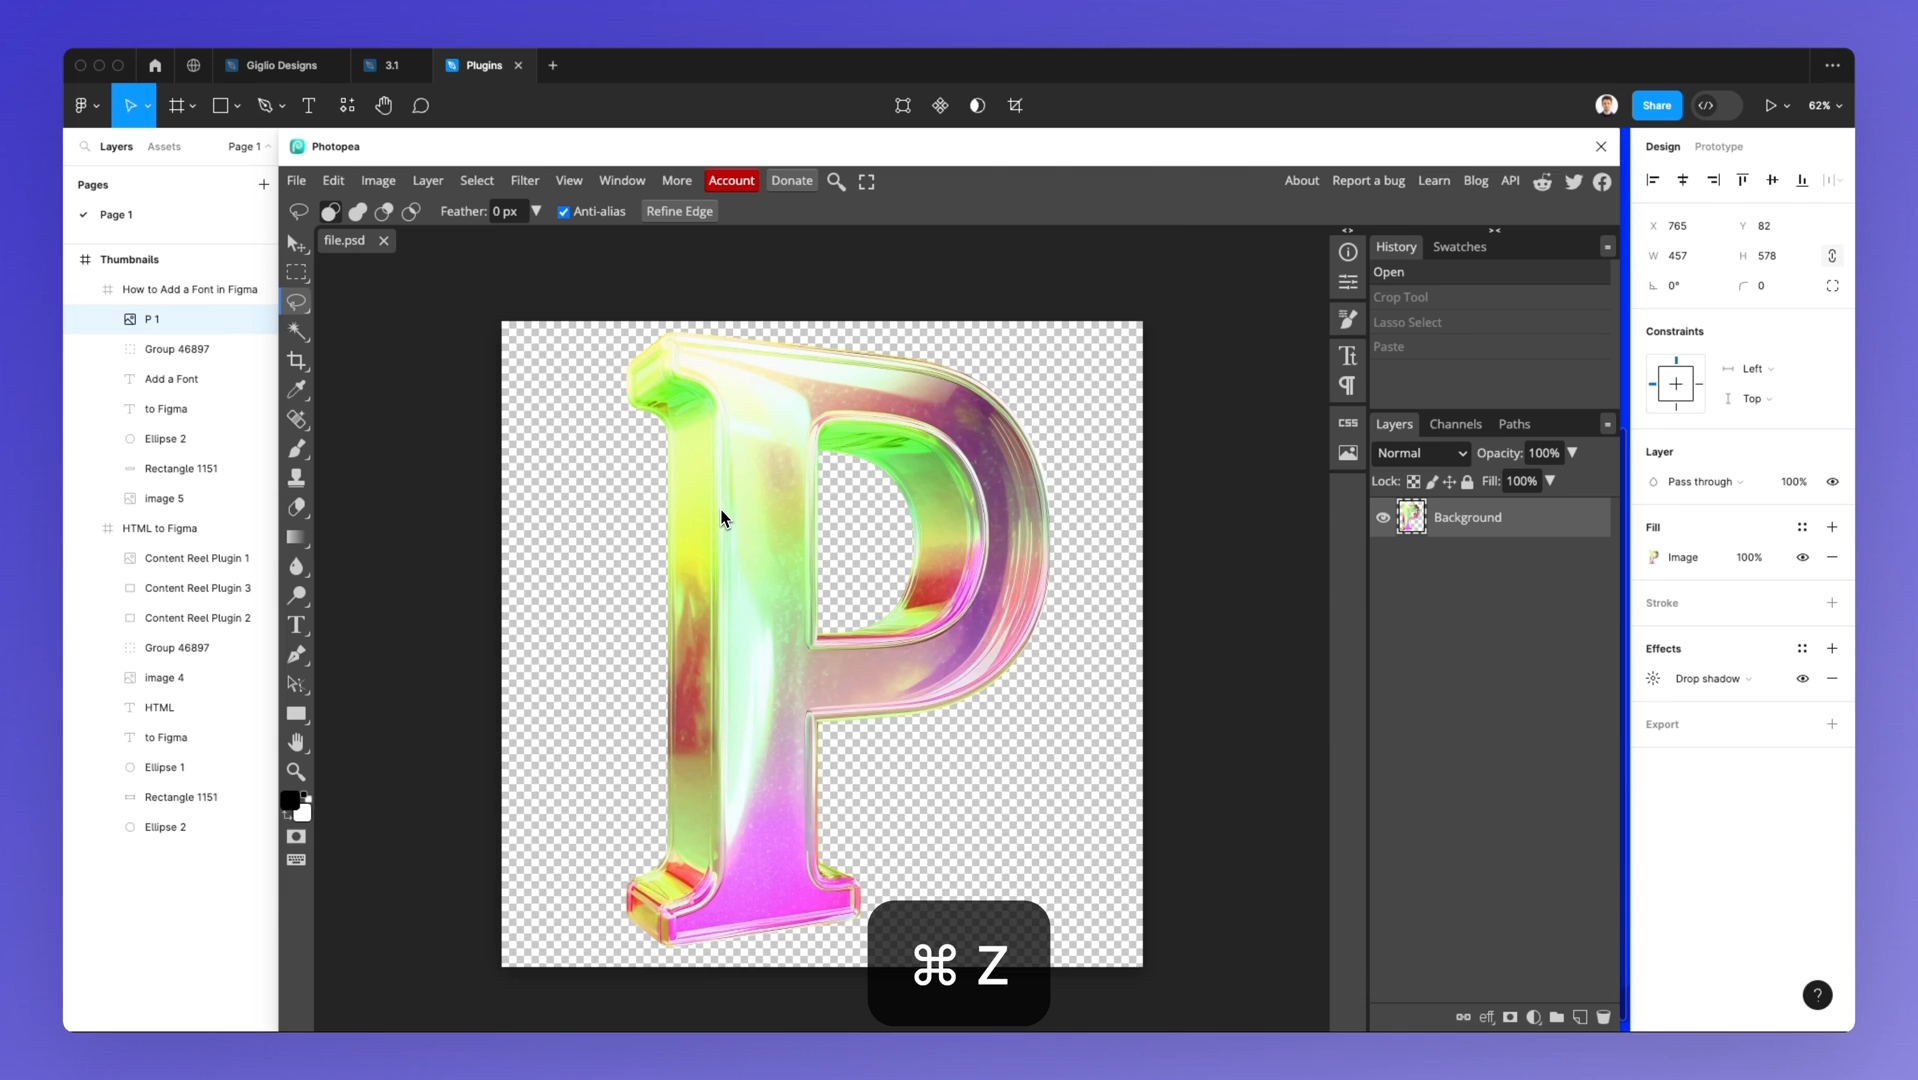 Giglio Designs
3.1
Plugins
Share
62%
Layers
Assets
Page 1
Pages
Page 1
Thumbnails
How to Add a Font in Figma
P 1
Group 46897
Add a Font
to Figma
Ellipse 2
Rectangle 1151
image 5
HTML to Figma
Content Reel Plugin 1
Content Reel Plugin 3
Content Reel Plugin 2
Group 46897
image 4
HTML
to Figma
Ellipse 1
Rectangle 1151
Ellipse 2
Photopea
File Edit Image Layer Select Filter View Window More Account Donate
About Report a bug Learn Blog API
Feather: 0 px Anti-alias Refine Edge
file.psd
P
⌘ Z
History Swatches
Open
Crop Tool
Lasso Select
Paste
CSS
Layers Channels Paths
Normal Opacity: 100%
Lock: Fill: 100%
Background
eff
Design Prototype
X 765 Y 82
W 457 H 578
0° 0
Constraints
Left
Top
Layer
Pass through 100%
Fill
Image 100%
Stroke
Effects
Drop shadow
Export
?